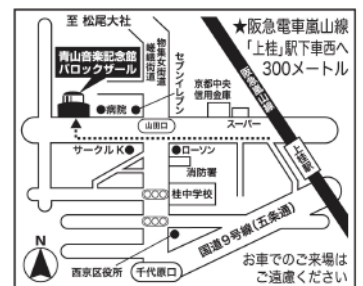 至 松尾大社
物集女街道
嵯峨街道
セブンイレブン
★阪急電車嵐山線
「上桂」駅下車西へ
300メートル
青山音楽記念館
バロックザール
阪急嵐山線
京都中央
信用金庫
●病院
山田口
スーパー
サークルK●
●ローソン
消防署
上桂駅
桂中学校
国道9号線(五条通)
N
西京区役所
千代原口
お車でのご来場は
ご遠慮ください